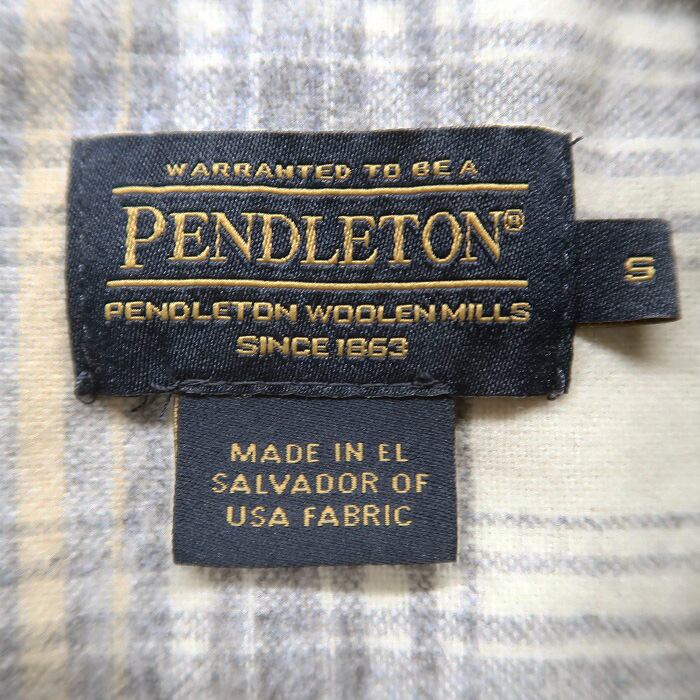 WARRANTED TO BE A
PENDLETON®
PENDLETON WOOLEN MILLS
SINCE 1863
S
MADE IN EL
SALVADOR OF
USA FABRIC